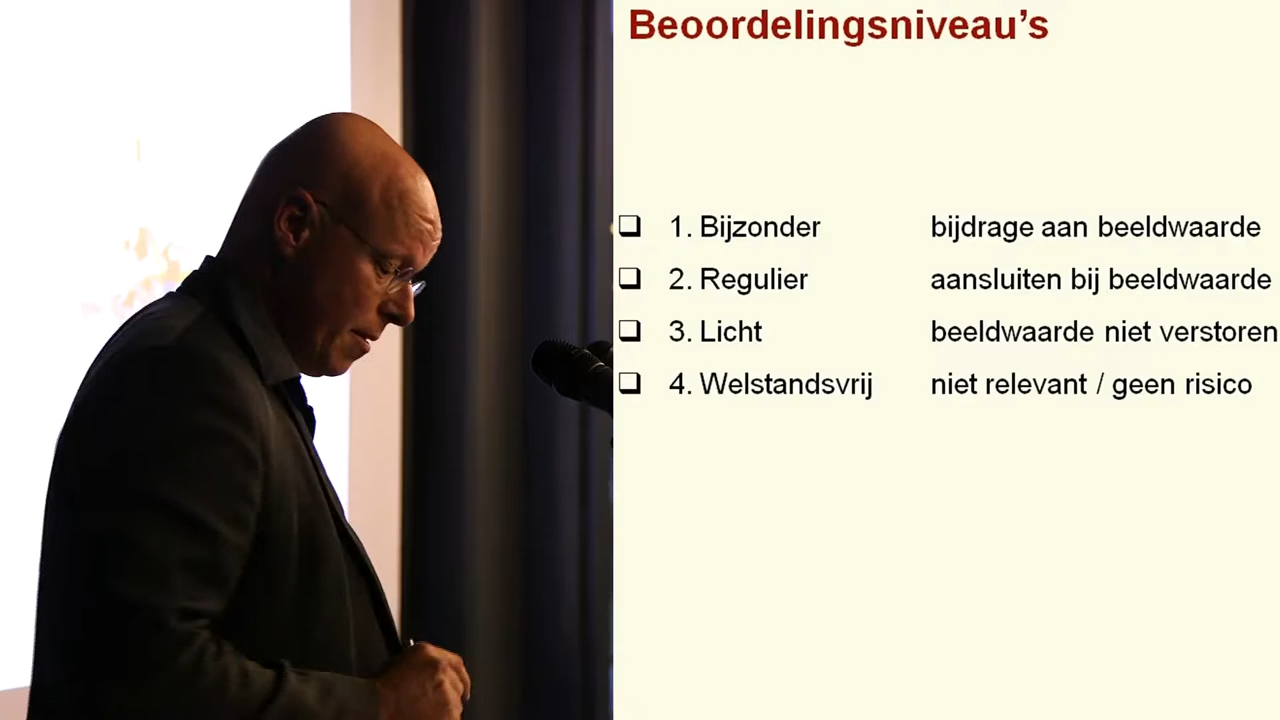 Beoordelingsniveau’s
1. Bijzonder bijdrage aan beeldwaarde
2. Regulier aansluiten bij beeldwaarde
3. Licht beeldwaarde niet verstoren
4. Welstandsvrij niet relevant / geen risico